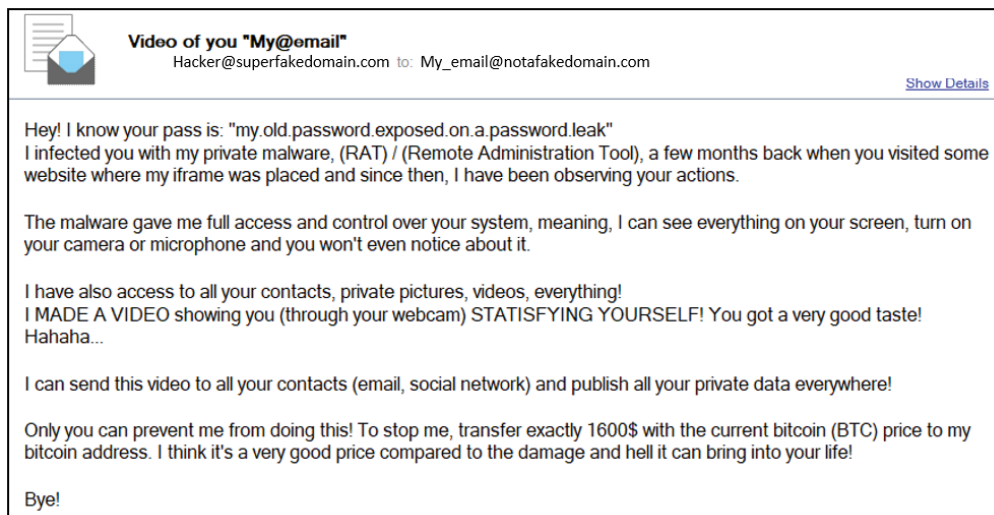 Video of you "My@email"
Hacker@superfakedomain.com to: My_email@notafakedomain.com
Show Details
Hey! I know your pass is: "my.old.password.exposed.on.a.password.leak"
I infected you with my private malware, (RAT) / (Remote Administration Tool), a few months back when you visited some
website where my iframe was placed and since then, I have been observing your actions.
The malware gave me full access and control over your system, meaning, I can see everything on your screen, turn on
your camera or microphone and you won't even notice about it.
I have also access to all your contacts, private pictures, videos, everything!
I MADE A VIDEO showing you (through your webcam) STATISFYING YOURSELF! You got a very good taste!
Hahaha...
I can send this video to all your contacts (email, social network) and publish all your private data everywhere!
Only you can prevent me from doing this! To stop me, transfer exactly 1600$ with the current bitcoin (BTC) price to my
bitcoin address. I think it's a very good price compared to the damage and hell it can bring into your life!
Bye!